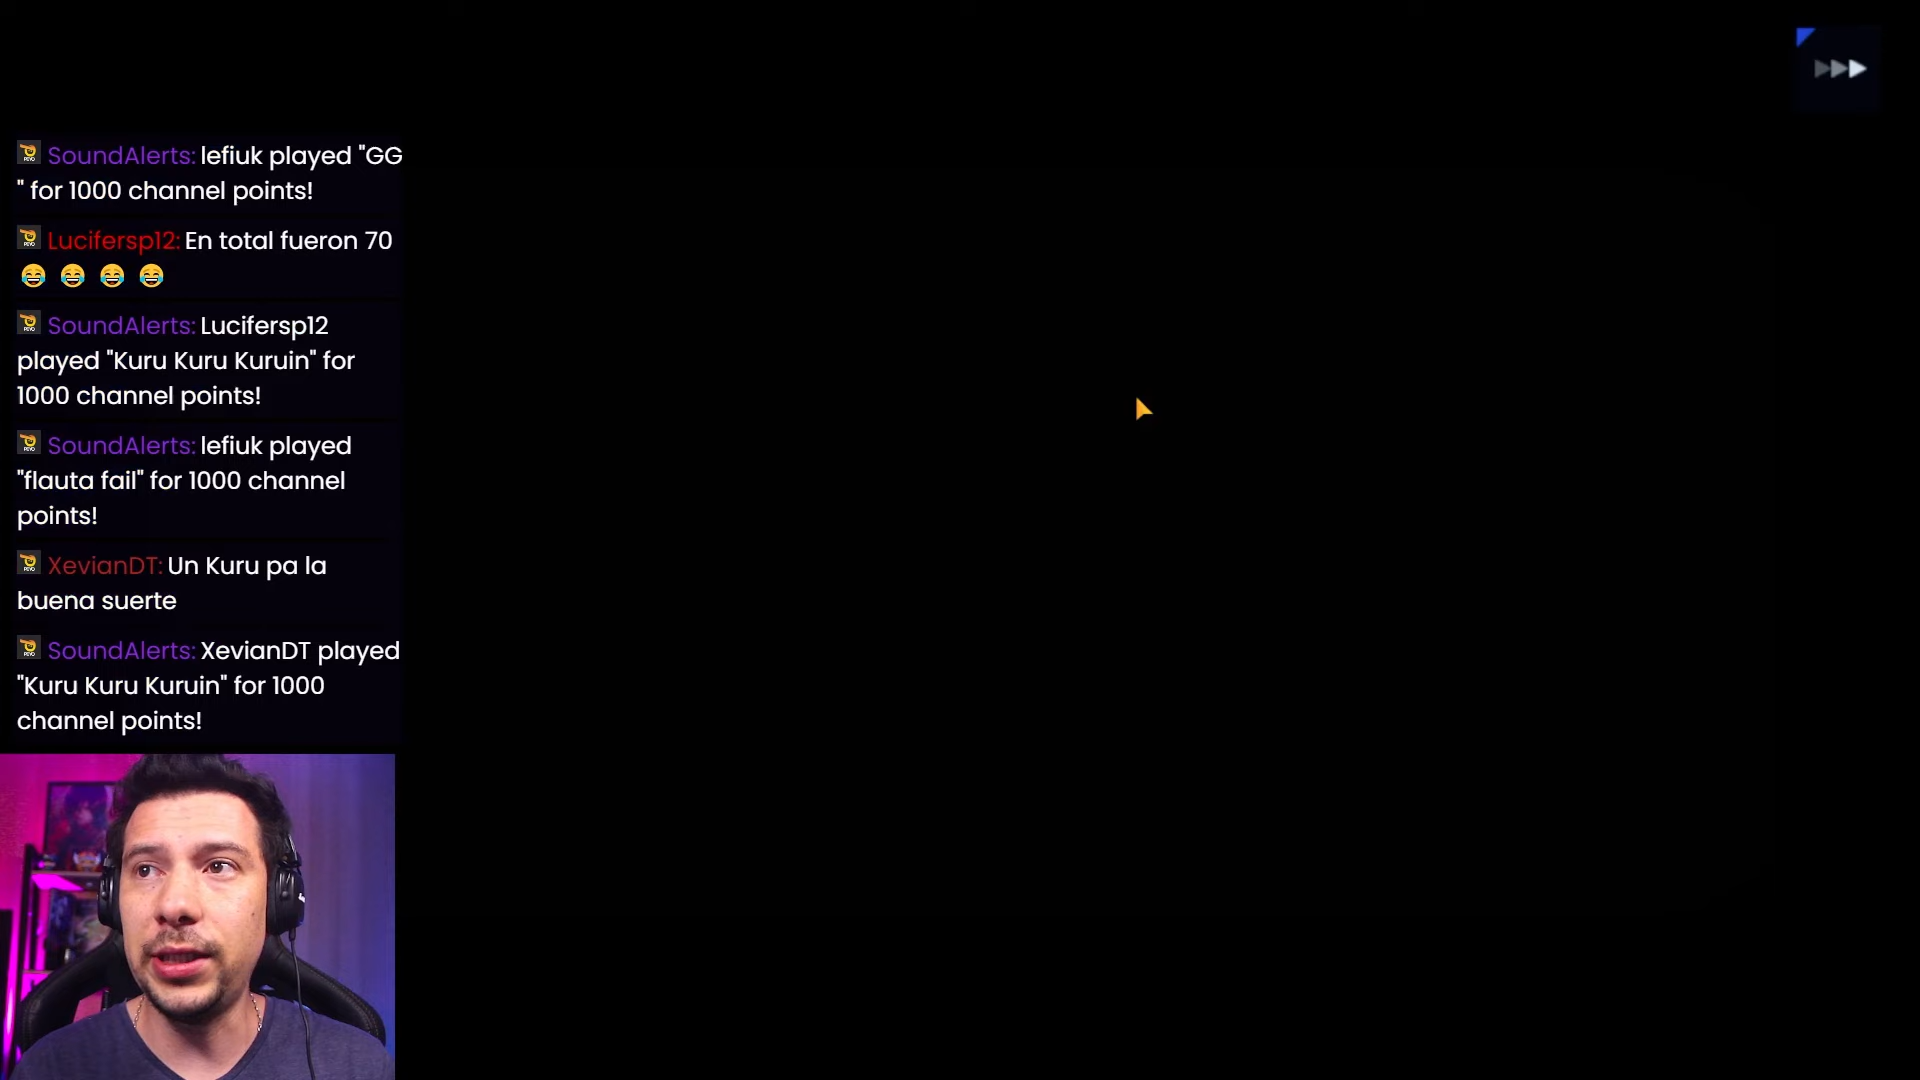 SoundAlerts: lefiuk played "GG
" for 1000 channel points!
Lucifersp12: En total fueron 70
😂 😂 😂 😂
SoundAlerts: Lucifersp12
played "Kuru Kuru Kuruin" for
1000 channel points!
SoundAlerts: lefiuk played
"flauta fail" for 1000 channel
points!
XevianDT: Un Kuru pa la
buena suerte
SoundAlerts: XevianDT played
"Kuru Kuru Kuruin" for 1000
channel points!